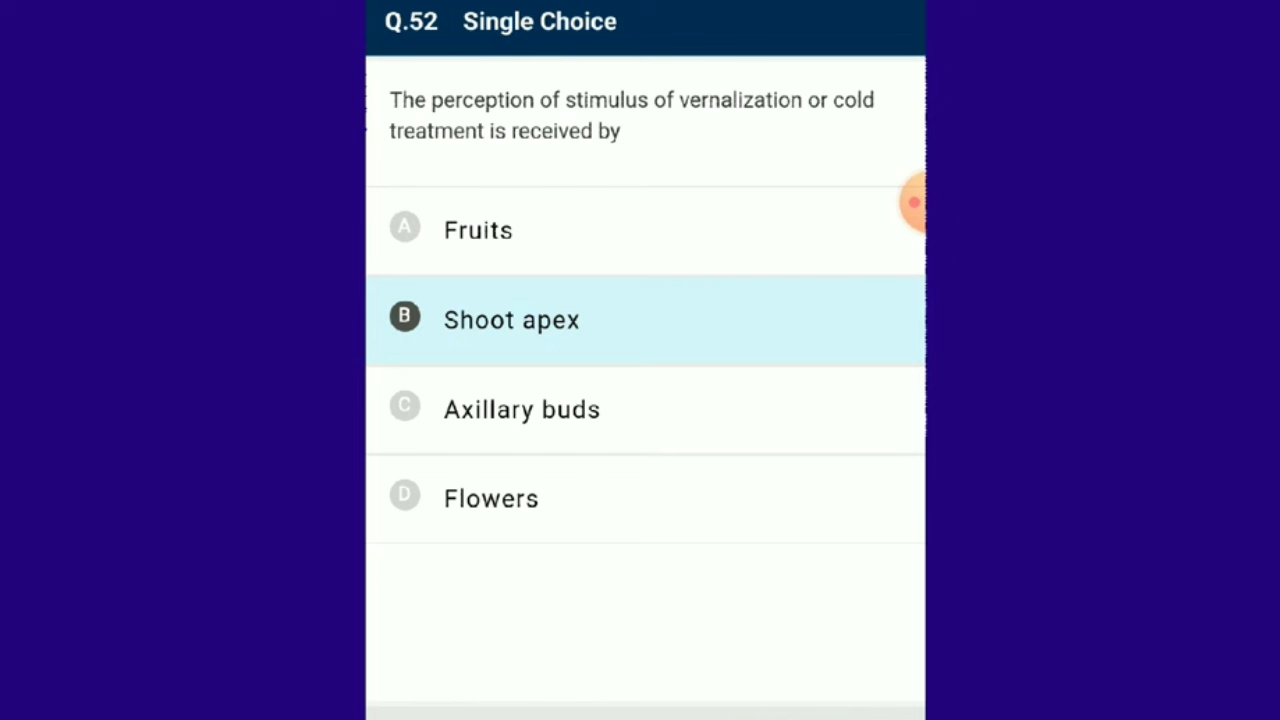 Q.52 Single Choice
The perception of stimulus of vernalization or cold
treatment is received by
A Fruits
B Shoot apex
C Axillary buds
D Flowers